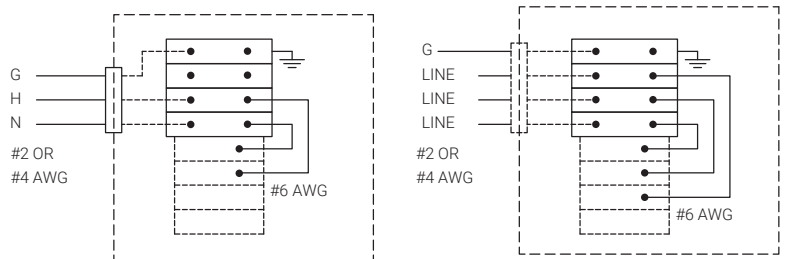 G
H
N
#2 OR
#4 AWG
#6 AWG
G
LINE
LINE
LINE
#2 OR
#4 AWG
#6 AWG